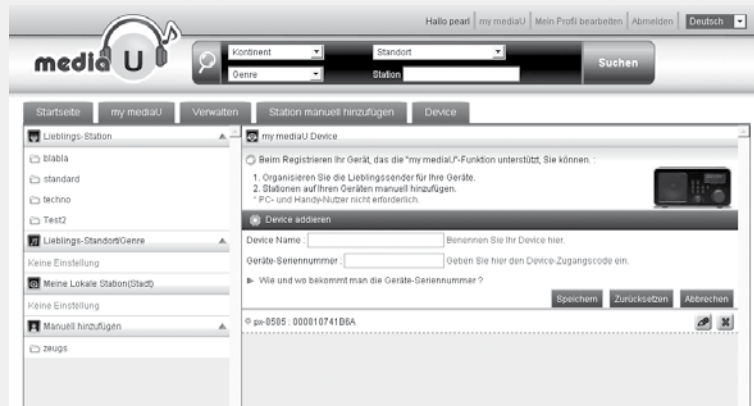 Hallo pearl | my mediaU | Mein Profil bearbeiten | Abmelden | Deutsch
media U
Kontinent
Standort
Genre
Station
Suchen
Startseite
my mediaU
Verwalten
Station manuell hinzufügen
Device
Lieblings-Station
blabla
standard
techno
Test2
Lieblings-Standort/Genre
Keine Einstellung
Meine Lokale Station(Stadt)
Keine Einstellung
Manuell hinzufügen
zeugs
my mediaU Device
Beim Registrieren Ihr Gerät, das die "my mediaU"-Funktion unterstützt, Sie können. :
1. Organisieren Sie die Lieblingssender für Ihre Geräte.
2. Stationen auf Ihren Geräten manuell hinzufügen.
* PC- und Handy-Nutzer nicht erforderlich.
Device addieren
Device Name : Benennen Sie Ihr Device hier.
Geräte-Seriennummer : Geben Sie hier den Device-Zugangscode ein.
Wie und wo bekommt man die Geräte-Seriennummer ?
Speichern Zurücksetzen Abbrechen
px-8585 : 000810741B6A